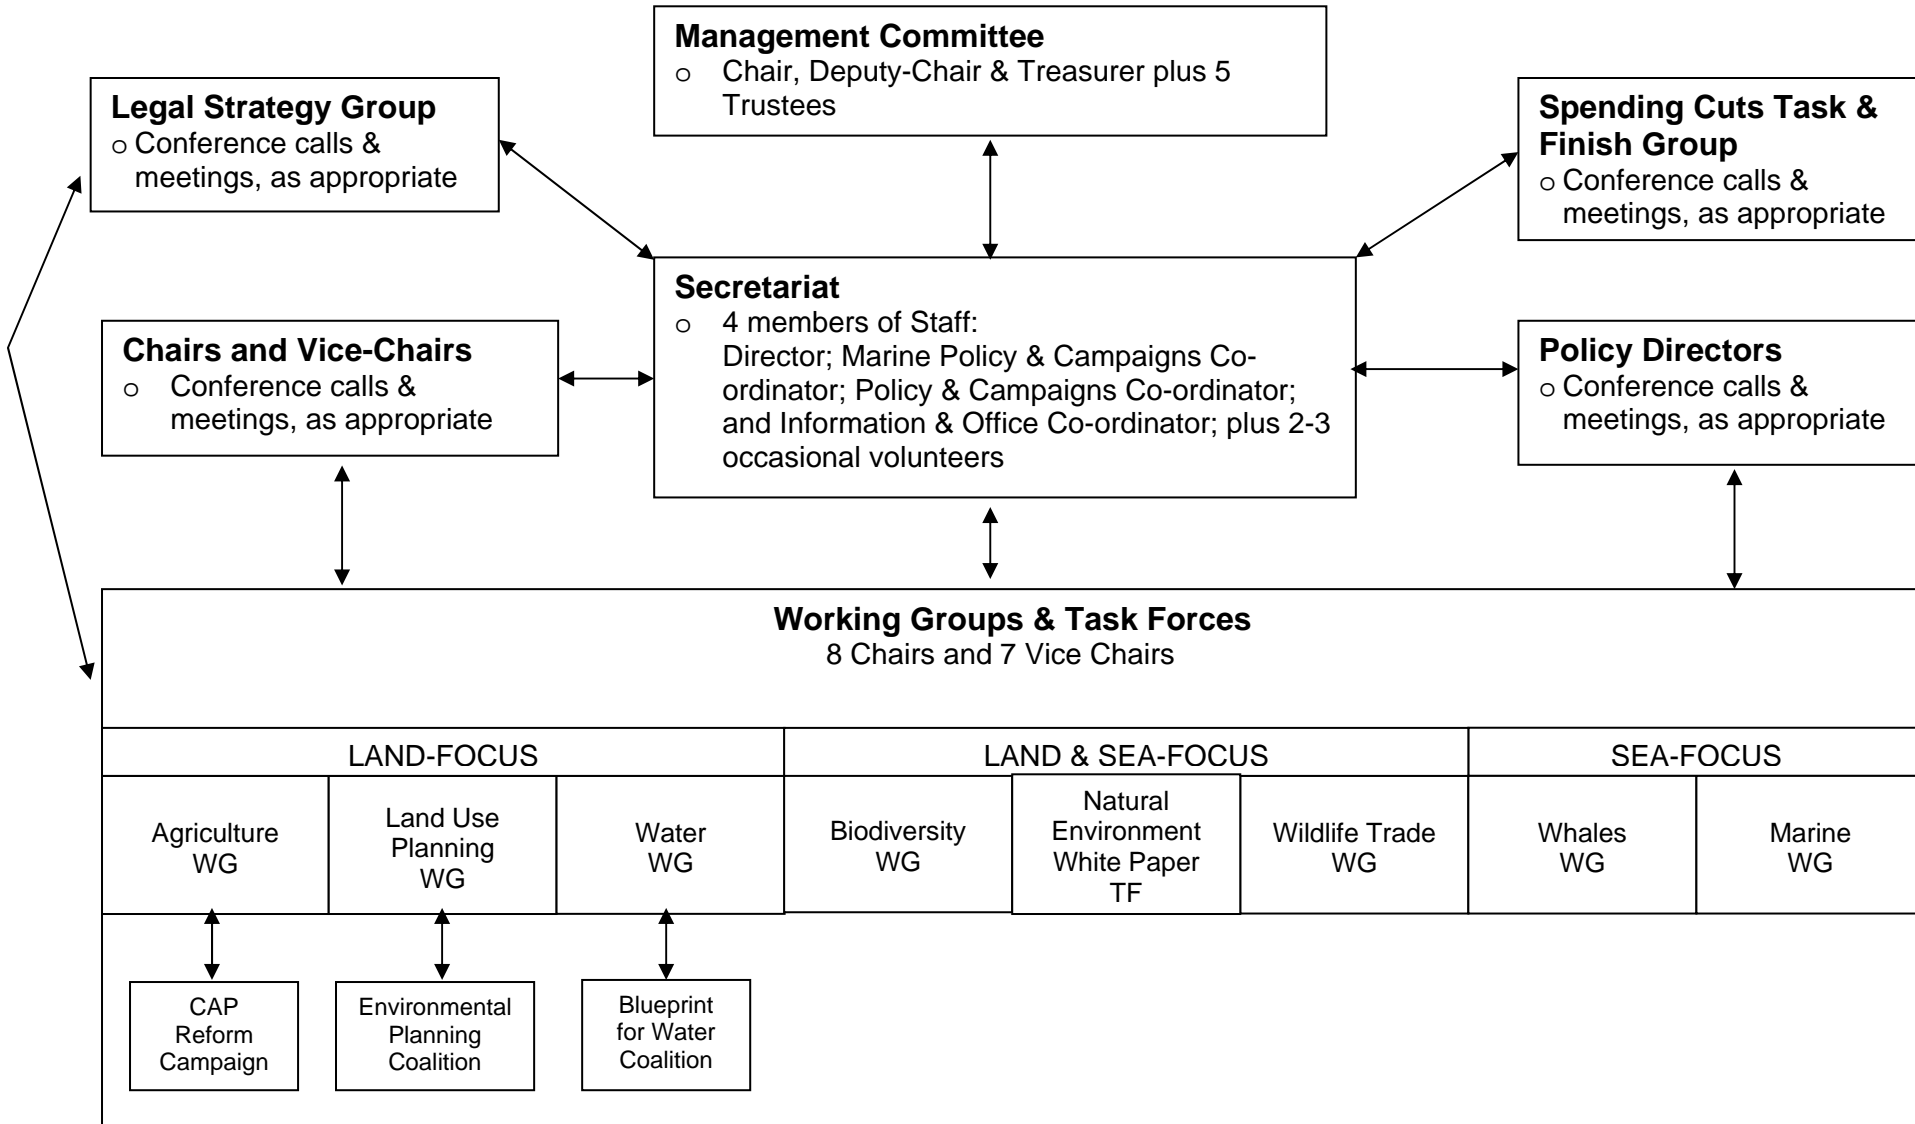 Management Committee
o Chair, Deputy-Chair & Treasurer plus 5
Trustees
Legal Strategy Group
o Conference calls &
meetings, as appropriate
Spending Cuts Task &
Finish Group
o Conference calls &
meetings, as appropriate
Secretariat
o 4 members of Staff:
Director; Marine Policy & Campaigns Co-
ordinator; Policy & Campaigns Co-ordinator;
and Information & Office Co-ordinator; plus 2-3
occasional volunteers
Chairs and Vice-Chairs
o Conference calls &
meetings, as appropriate
Policy Directors
o Conference calls &
meetings, as appropriate
Working Groups & Task Forces
8 Chairs and 7 Vice Chairs
LAND-FOCUS
LAND & SEA-FOCUS
SEA-FOCUS
Agriculture
WG
Land Use
Planning
WG
Water
WG
Biodiversity
WG
Natural
Environment
White Paper
TF
Wildlife Trade
WG
Whales
WG
Marine
WG
CAP
Reform
Campaign
Environmental
Planning
Coalition
Blueprint
for Water
Coalition